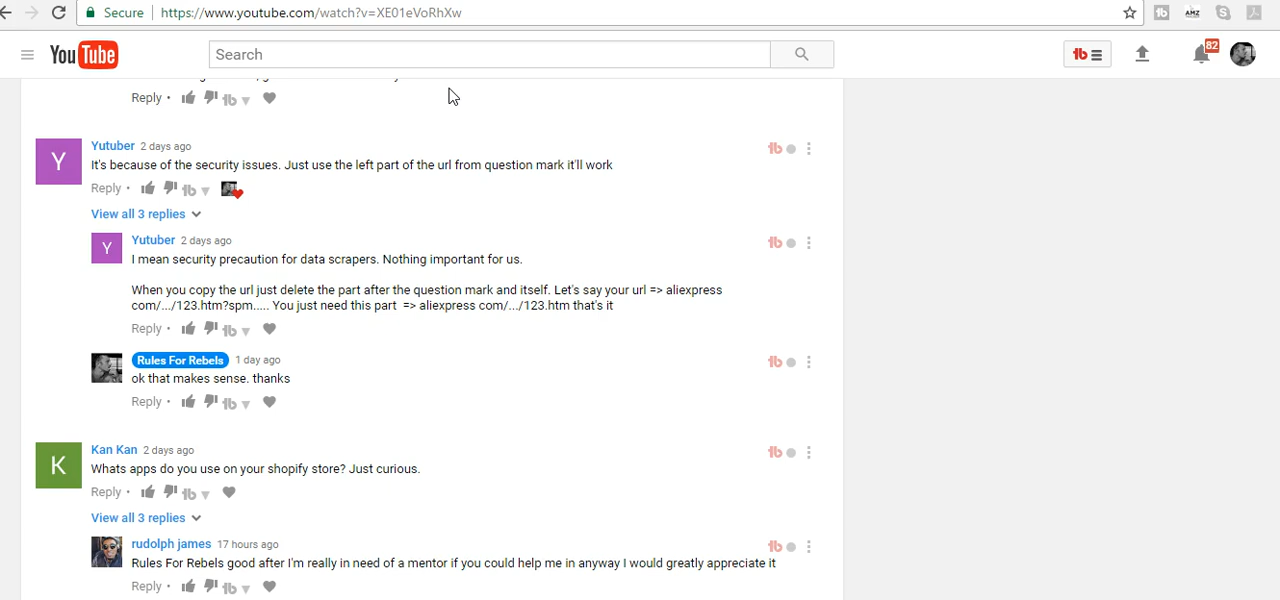 Secure https://www.youtube.com/watch?v=XE01eVoRhXw
AMZ
YouTube
Search
82
Reply •
Yutuber 2 days ago
It's because of the security issues. Just use the left part of the url from question mark it'll work
Reply •
View all 3 replies
Yutuber 2 days ago
I mean security precaution for data scrapers. Nothing important for us.
When you copy the url just delete the part after the question mark and itself. Let's say your url => aliexpress
com/.../123.htm?spm..... You just need this part => aliexpress com/.../123.htm that's it
Reply •
Rules For Rebels 1 day ago
ok that makes sense. thanks
Reply •
Kan Kan 2 days ago
Whats apps do you use on your shopify store? Just curious.
Reply •
View all 3 replies
rudolph james 17 hours ago
Rules For Rebels good after I'm really in need of a mentor if you could help me in anyway I would greatly appreciate it
Reply •